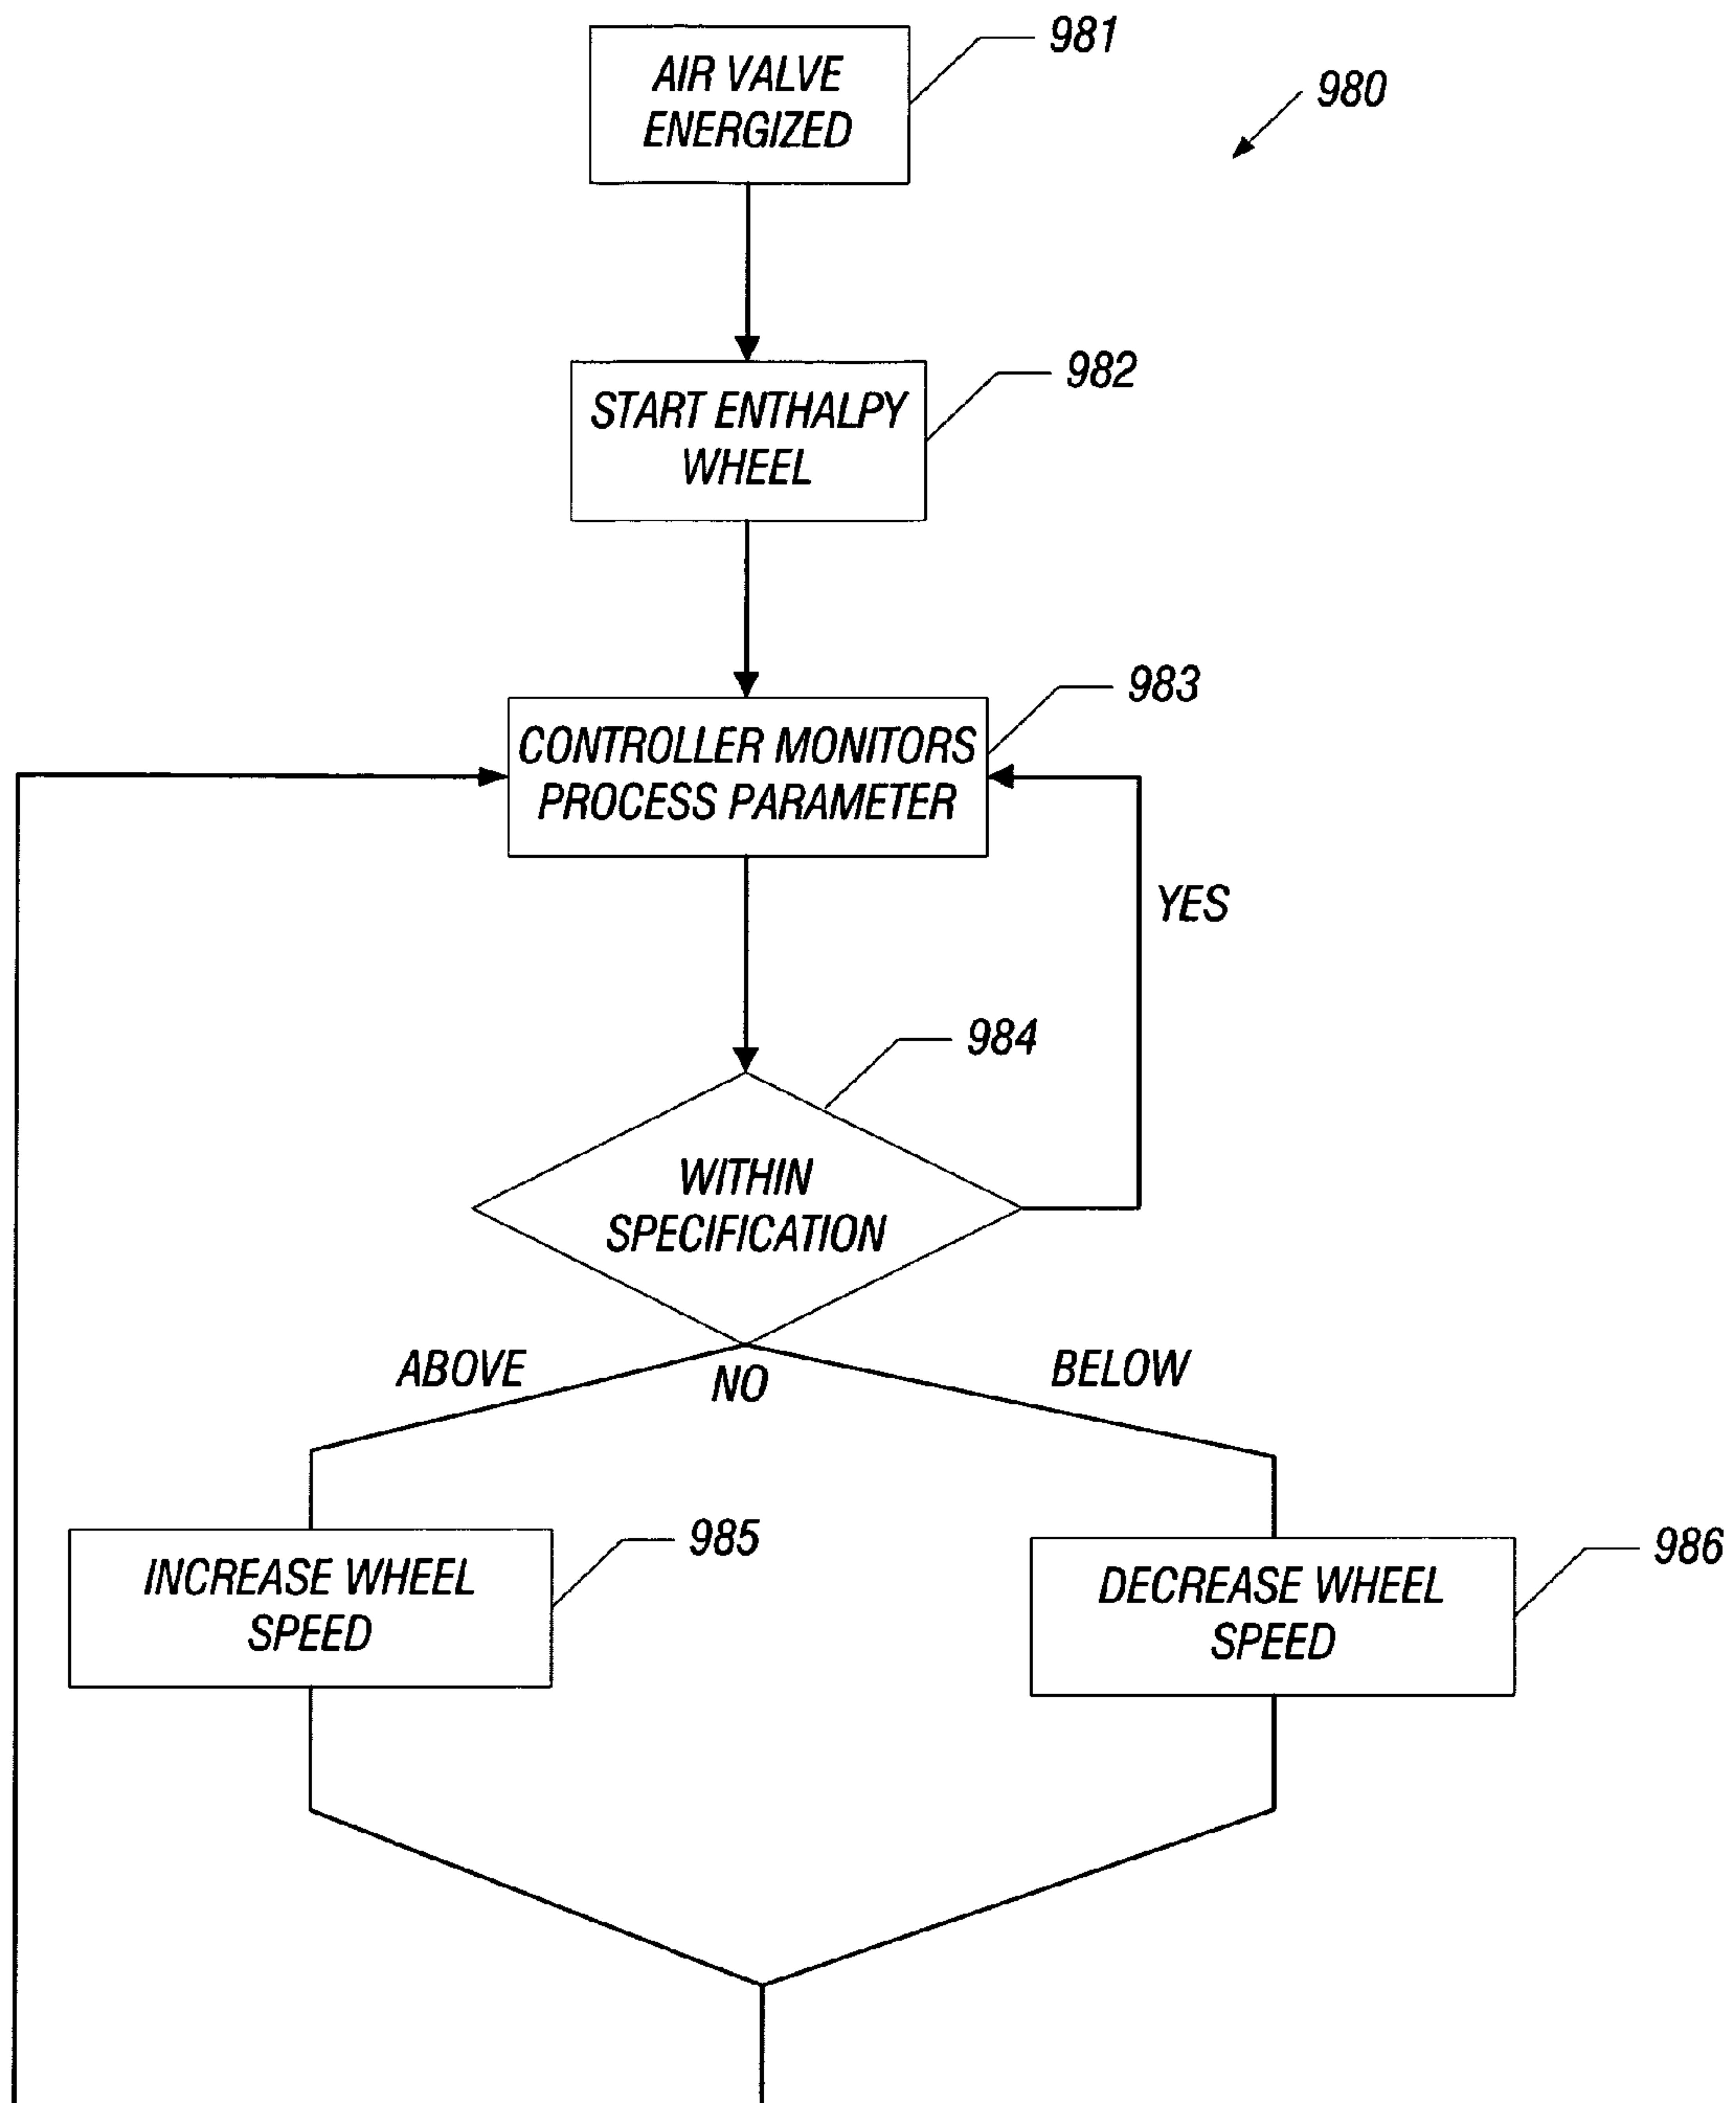 981
AIR VALVE
ENERGIZED
980
982
START ENTHALPY
WHEEL
983
CONTROLLER MONITORS
PROCESS PARAMETER
YES
984
WITHIN
SPECIFICATION
ABOVE
NO
BELOW
985
INCREASE WHEEL
SPEED
986
DECREASE WHEEL
SPEED